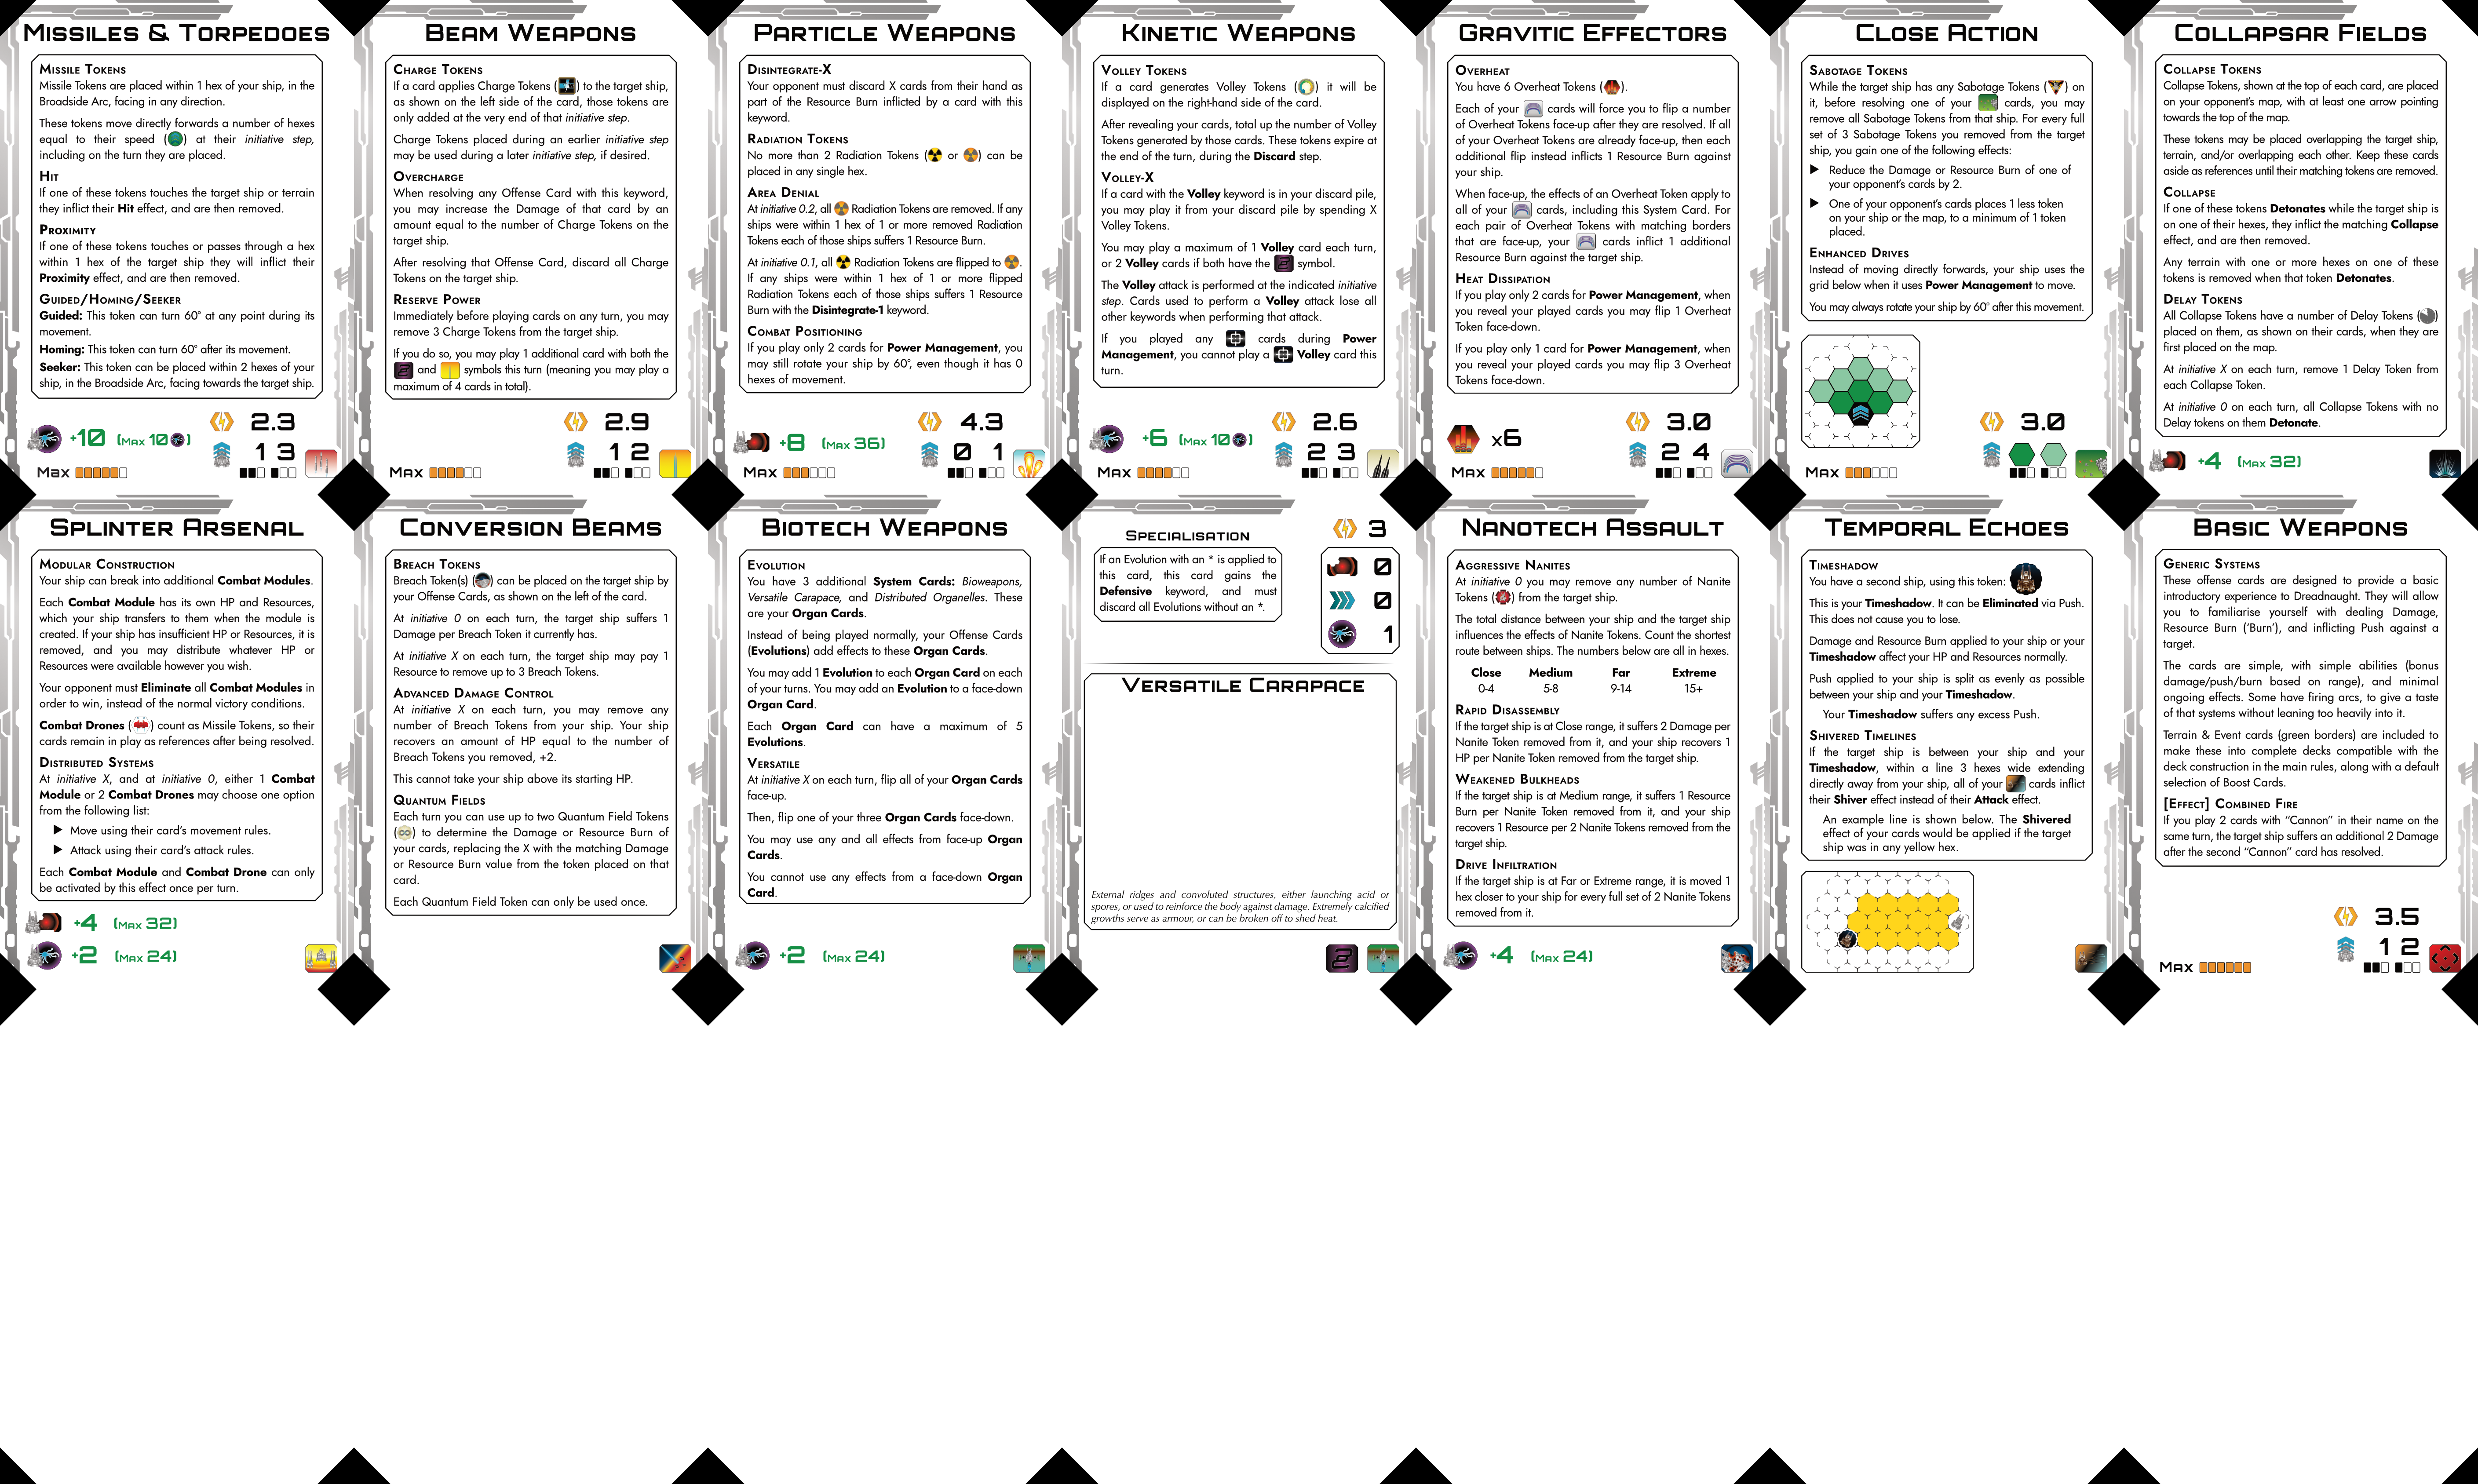 Missiles & Torpedoes
Missile Tokens
Missile Tokens are placed within 1 hex of your ship, in the
Broadside Arc, facing in any direction.
These tokens move directly forwards a number of hexes
equal to their speed ( ) at their initiative step,
including on the turn they are placed.
Hit
If one of these tokens touches the target ship or terrain
they inflict their Hit effect, and are then removed.
Proximity
If one of these tokens touches or passes through a hex
within 1 hex of the target ship they will inflict their
Proximity effect, and are then removed.
Guided/Homing/Seeker
Guided: This token can turn 60° at any point during its
movement.
Homing: This token can turn 60° after its movement.
Seeker: This token can be placed within 2 hexes of your
ship, in the Broadside Arc, facing towards the target ship.
+10 (Max 10 )
2.3
1 3
Max
Beam Weapons
Charge Tokens
If a card applies Charge Tokens ( ) to the target ship,
as shown on the left side of the card, those tokens are
only added at the very end of that initiative step.
Charge Tokens placed during an earlier initiative step
may be used during a later initiative step, if desired.
Overcharge
When resolving any Offense Card with this keyword,
you may increase the Damage of that card by an
amount equal to the number of Charge Tokens on the
target ship.
After resolving that Offense Card, discard all Charge
Tokens on the target ship.
Reserve Power
Immediately before playing cards on any turn, you may
remove 3 Charge Tokens from the target ship.
If you do so, you may play 1 additional card with both the
2 and symbols this turn (meaning you may play a
maximum of 4 cards in total).
2.9
1 2
Max
Particle Weapons
Disintegrate-X
Your opponent must discard X cards from their hand as
part of the Resource Burn inflicted by a card with this
keyword.
Radiation Tokens
No more than 2 Radiation Tokens ( or ) can be
placed in any single hex.
Area Denial
At initiative 0.2, all Radiation Tokens are removed. If any
ships were within 1 hex of 1 or more removed Radiation
Tokens each of those ships suffers 1 Resource Burn.
At initiative 0.1, all Radiation Tokens are flipped to .
If any ships were within 1 hex of 1 or more flipped
Radiation Tokens each of those ships suffers 1 Resource
Burn with the Disintegrate-1 keyword.
Combat Positioning
If you play only 2 cards for Power Management, you
may still rotate your ship by 60°, even though it has 0
hexes of movement.
+8 (Max 36)
4.3
0 1
Max
Kinetic Weapons
Volley Tokens
If a card generates Volley Tokens ( ) it will be
displayed on the right-hand side of the card.
After revealing your cards, total up the number of Volley
Tokens generated by those cards. These tokens expire at
the end of the turn, during the Discard step.
Volley-X
If a card with the Volley keyword is in your discard pile,
you may play it from your discard pile by spending X
Volley Tokens.
You may play a maximum of 1 Volley card each turn,
or 2 Volley cards if both have the 2 symbol.
The Volley attack is performed at the indicated initiative
step. Cards used to perform a Volley attack lose all
other keywords when performing that attack.
If you played any cards during Power
Management, you cannot play a Volley card this
turn.
+6 (Max 10 )
2.6
2 3
Max
Gravitic Effectors
Overheat
You have 6 Overheat Tokens ( ).
Each of your cards will force you to flip a number
of Overheat Tokens face-up after they are resolved. If all
of your Overheat Tokens are already face-up, then each
additional flip instead inflicts 1 Resource Burn against
your ship.
When face-up, the effects of an Overheat Token apply to
all of your cards, including this System Card. For
each pair of Overheat Tokens with matching borders
that are face-up, your cards inflict 1 additional
Resource Burn against the target ship.
Heat Dissipation
If you play only 2 cards for Power Management, when
you reveal your played cards you may flip 1 Overheat
Token face-down.
If you play only 1 card for Power Management, when
you reveal your played cards you may flip 3 Overheat
Tokens face-down.
x6
3.0
2 4
Max
Close Action
Sabotage Tokens
While the target ship has any Sabotage Tokens ( ) on
it, before resolving one of your cards, you may
remove all Sabotage Tokens from that ship. For every full
set of 3 Sabotage Tokens you removed from the target
ship, you gain one of the following effects:
▶ Reduce the Damage or Resource Burn of one of
your opponent's cards by 2.
▶ One of your opponent's cards places 1 less token
on your ship or the map, to a minimum of 1 token
placed.
Enhanced Drives
Instead of moving directly forwards, your ship uses the
grid below when it uses Power Management to move.
You may always rotate your ship by 60° after this movement.
3.0
Max
Collapsar Fields
Collapse Tokens
Collapse Tokens, shown at the top of each card, are placed
on your opponent's map, with at least one arrow pointing
towards the top of the map.
These tokens may be placed overlapping the target ship,
terrain, and/or overlapping each other. Keep these cards
aside as references until their matching tokens are removed.
Collapse
If one of these tokens Detonates while the target ship is
on one of their hexes, they inflict the matching Collapse
effect, and are then removed.
Any terrain with one or more hexes on one of these
tokens is removed when that token Detonates.
Delay Tokens
All Collapse Tokens have a number of Delay Tokens ( )
placed on them, as shown on their cards, when they are
first placed on the map.
At initiative X on each turn, remove 1 Delay Token from
each Collapse Token.
At initiative 0 on each turn, all Collapse Tokens with no
Delay tokens on them Detonate.
+4 (Max 32)
Splinter Arsenal
Modular Construction
Your ship can break into additional Combat Modules.
Each Combat Module has its own HP and Resources,
which your ship transfers to them when the module is
created. If your ship has insufficient HP or Resources, it is
removed, and you may distribute whatever HP or
Resources were available however you wish.
Your opponent must Eliminate all Combat Modules in
order to win, instead of the normal victory conditions.
Combat Drones ( ) count as Missile Tokens, so their
cards remain in play as references after being resolved.
Distributed Systems
At initiative X, and at initiative 0, either 1 Combat
Module or 2 Combat Drones may choose one option
from the following list:
▶ Move using their card's movement rules.
▶ Attack using their card's attack rules.
Each Combat Module and Combat Drone can only
be activated by this effect once per turn.
+4 (Max 32)
+2 (Max 24)
Conversion Beams
Breach Tokens
Breach Token(s) ( ) can be placed on the target ship by
your Offense Cards, as shown on the left of the card.
At initiative 0 on each turn, the target ship suffers 1
Damage per Breach Token it currently has.
At initiative X on each turn, the target ship may pay 1
Resource to remove up to 3 Breach Tokens.
Advanced Damage Control
At initiative X on each turn, you may remove any
number of Breach Tokens from your ship. Your ship
recovers an amount of HP equal to the number of
Breach Tokens you removed, +2.
This cannot take your ship above its starting HP.
Quantum Fields
Each turn you can use up to two Quantum Field Tokens
( ) to determine the Damage or Resource Burn of
your cards, replacing the X with the matching Damage
or Resource Burn value from the token placed on that
card.
Each Quantum Field Token can only be used once.
Biotech Weapons
Evolution
You have 3 additional System Cards: Bioweapons,
Versatile Carapace, and Distributed Organelles. These
are your Organ Cards.
Instead of being played normally, your Offense Cards
(Evolutions) add effects to these Organ Cards.
You may add 1 Evolution to each Organ Card on each
of your turns. You may add an Evolution to a face-down
Organ Card.
Each Organ Card can have a maximum of 5
Evolutions.
Versatile
At initiative X on each turn, flip all of your Organ Cards
face-up.
Then, flip one of your three Organ Cards face-down.
You may use any and all effects from face-up Organ
Cards.
You cannot use any effects from a face-down Organ
Card.
+2 (Max 24)
Specialisation
If an Evolution with an * is applied to
this card, this card gains the
Defensive keyword, and must
discard all Evolutions without an *.
3
0
0
1
Versatile Carapace
External ridges and convoluted structures, either launching acid or
spores, or used to reinforce the body against damage. Extremely calcified
growths serve as armour, or can be broken off to shed heat.
2
Nanotech Assault
Aggressive Nanites
At initiative 0 you may remove any number of Nanite
Tokens ( ) from the target ship.
The total distance between your ship and the target ship
influences the effects of Nanite Tokens. Count the shortest
route between ships. The numbers below are all in hexes.
Close Medium Far Extreme
0-4 5-8 9-14 15+
Rapid Disassembly
If the target ship is at Close range, it suffers 2 Damage per
Nanite Token removed from it, and your ship recovers 1
HP per Nanite Token removed from the target ship.
Weakened Bulkheads
If the target ship is at Medium range, it suffers 1 Resource
Burn per Nanite Token removed from it, and your ship
recovers 1 Resource per 2 Nanite Tokens removed from the
target ship.
Drive Infiltration
If the target ship is at Far or Extreme range, it is moved 1
hex closer to your ship for every full set of 2 Nanite Tokens
removed from it.
+4 (Max 24)
Temporal Echoes
Timeshadow
You have a second ship, using this token:
This is your Timeshadow. It can be Eliminated via Push.
This does not cause you to lose.
Damage and Resource Burn applied to your ship or your
Timeshadow affect your HP and Resources normally.
Push applied to your ship is split as evenly as possible
between your ship and your Timeshadow.
Your Timeshadow suffers any excess Push.
Shivered Timelines
If the target ship is between your ship and your
Timeshadow, within a line 3 hexes wide extending
directly away from your ship, all of your cards inflict
their Shiver effect instead of their Attack effect.
An example line is shown below. The Shivered
effect of your cards would be applied if the target
ship was in any yellow hex.
Basic Weapons
Generic Systems
These offense cards are designed to provide a basic
introductory experience to Dreadnaught. They will allow
you to familiarise yourself with dealing Damage,
Resource Burn ('Burn'), and inflicting Push against a
target.
The cards are simple, with simple abilities (bonus
damage/push/burn based on range), and minimal
ongoing effects. Some have firing arcs, to give a taste
of that systems without leaning too heavily into it.
Terrain & Event cards (green borders) are included to
make these into complete decks compatible with the
deck construction in the main rules, along with a default
selection of Boost Cards.
[Effect] Combined Fire
If you play 2 cards with "Cannon" in their name on the
same turn, the target ship suffers an additional 2 Damage
after the second "Cannon" card has resolved.
3.5
1 2
Max